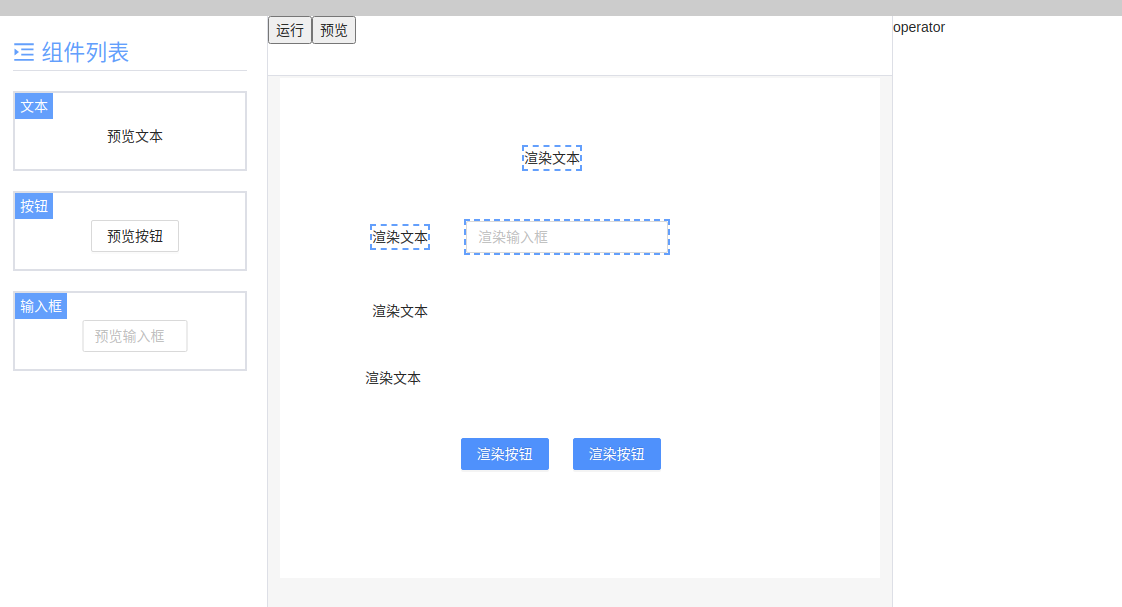 组件列表
文本
预览文本
按钮
预览按钮
输入框
预览输入框
运行 预览
渲染文本
渲染文本 渲染输入框
渲染文本
渲染文本
渲染按钮 渲染按钮
operator